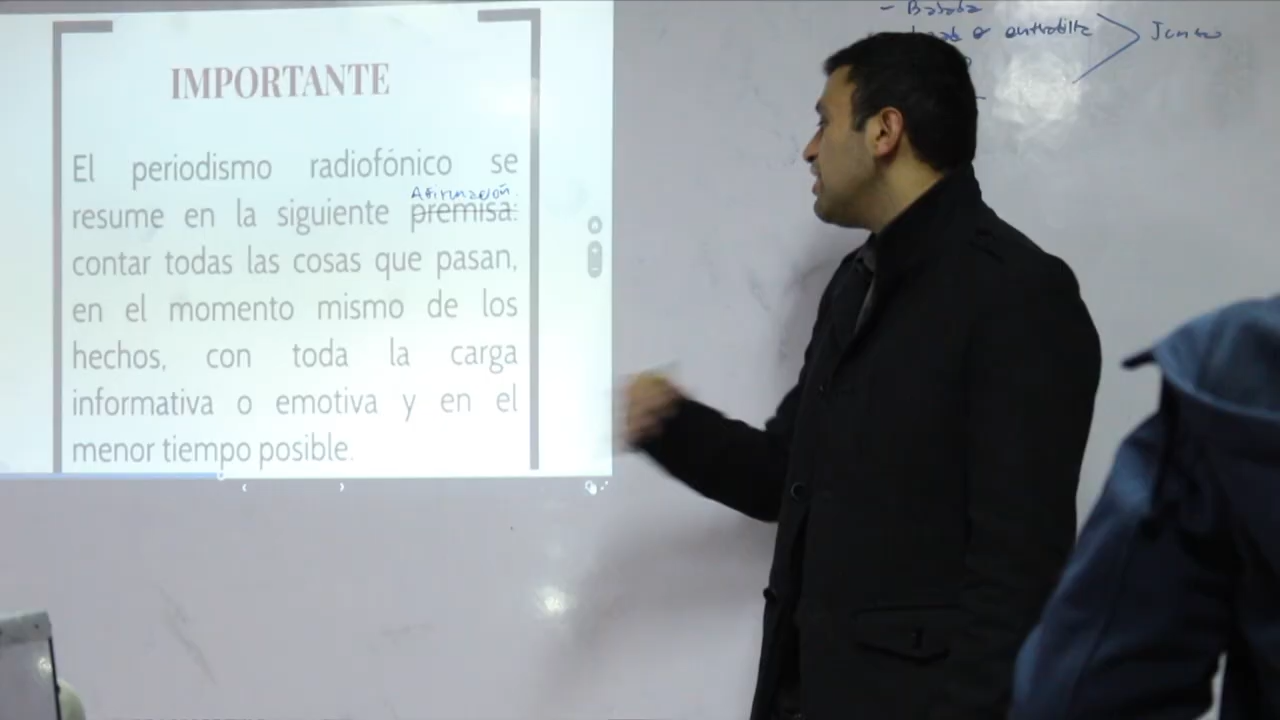 IMPORTANTE
El periodismo radiofónico se
Afirmación.
resume en la siguiente premisa:
contar todas las cosas que pasan,
en el momento mismo de los
hechos, con toda la carga
informativa o emotiva y en el
menor tiempo posible.